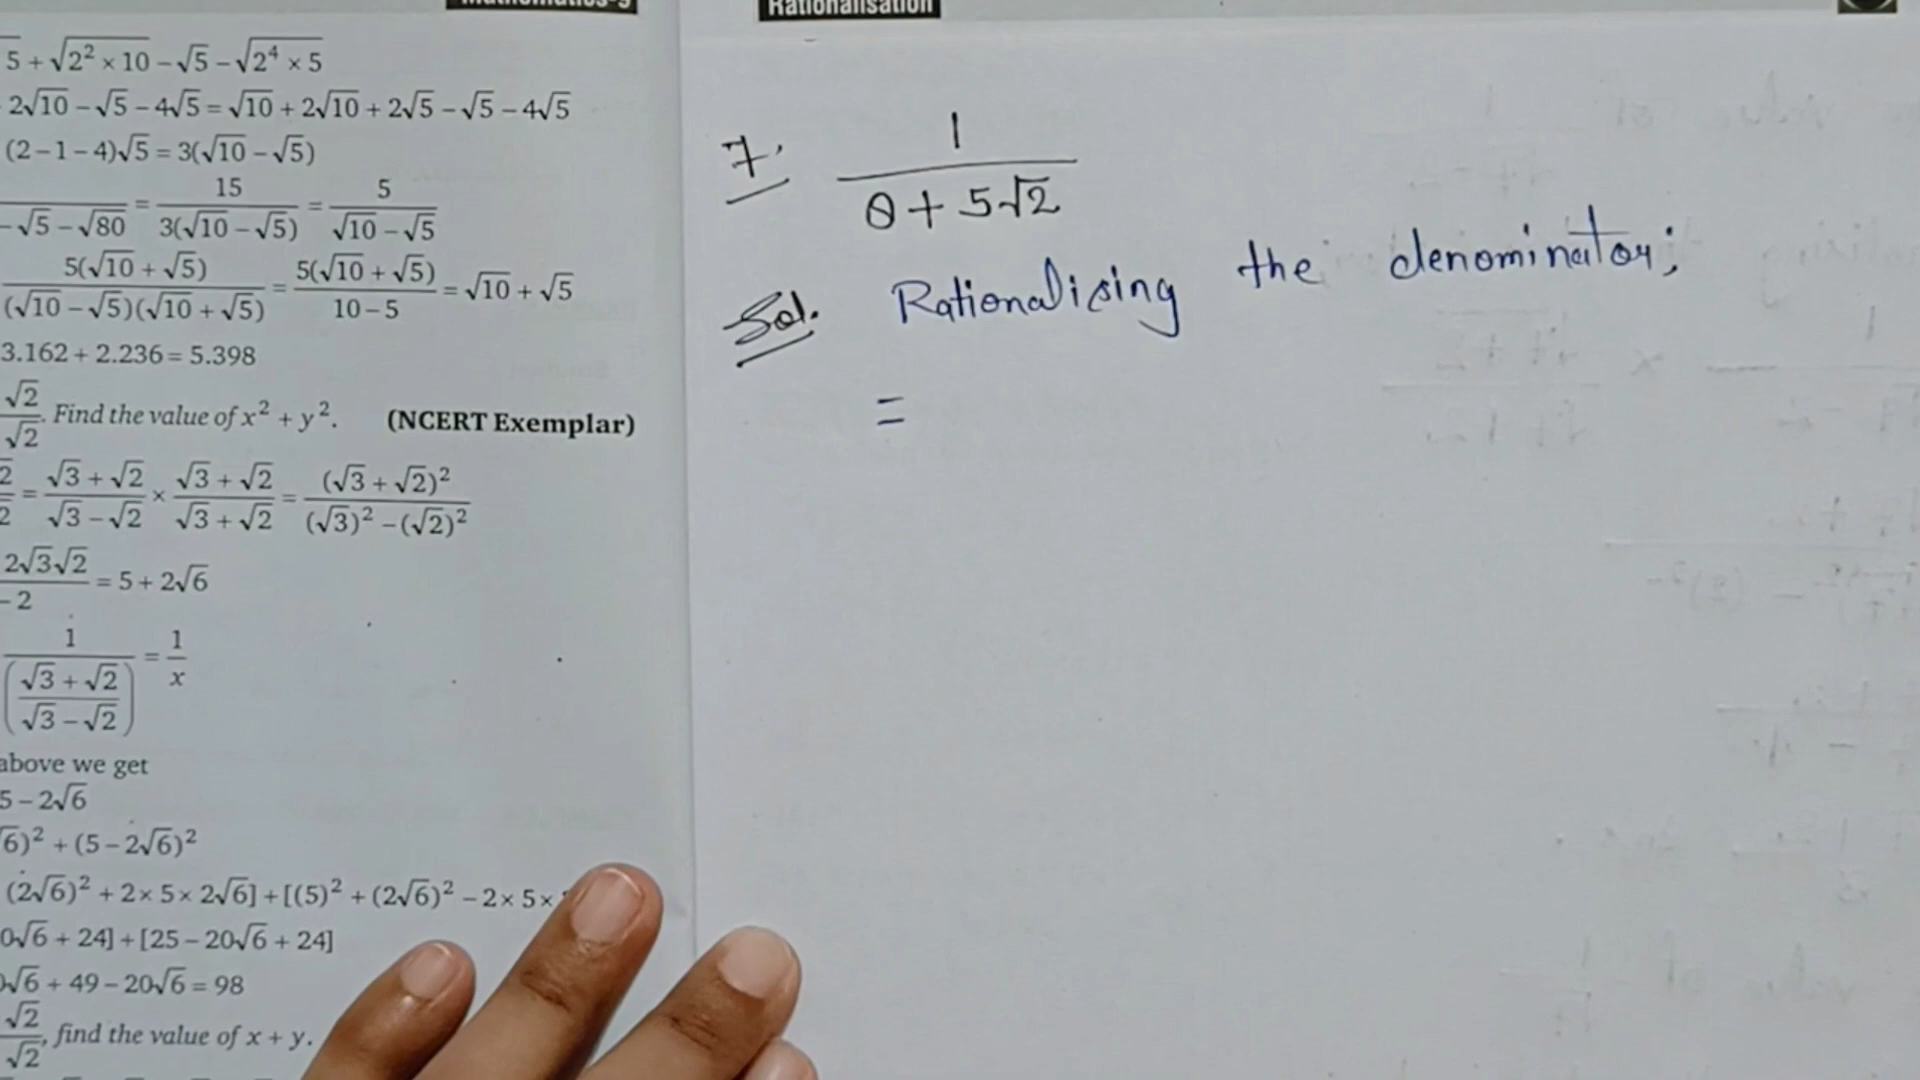 Rationalisation
5 + √2² × 10 − √5 − √2⁴ × 5
2√10 − √5 − 4√5 = √10 + 2√10 + 2√5 − √5 − 4√5
(2 − 1 − 4)√5 = 3(√10 − √5)
15 5
−√5 − √80 = 3(√10 − √5) = √10 − √5
5(√10 + √5) 5(√10 + √5)
(√10 − √5)(√10 + √5) = 10 − 5 = √10 + √5
3.162 + 2.236 = 5.398
√2
√2 . Find the value of x² + y². (NCERT Exemplar)
2 √3 + √2 √3 + √2 (√3 + √2)²
2 = √3 − √2 × √3 + √2 = (√3)² − (√2)²
2√3√2
−2 = 5 + 2√6
1 1
(√3 + √2 / √3 − √2) = x
above we get
5 − 2√6
6)² + (5 − 2√6)²
(2√6)² + 2 × 5 × 2√6] + [(5)² + (2√6)² − 2 × 5 ×
0√6 + 24] + [25 − 20√6 + 24]
√6 + 49 − 20√6 = 98
√2
√2 , find the value of x + y.
7. 1
θ + 5√2
Sol. Rationalising the denominator;
=